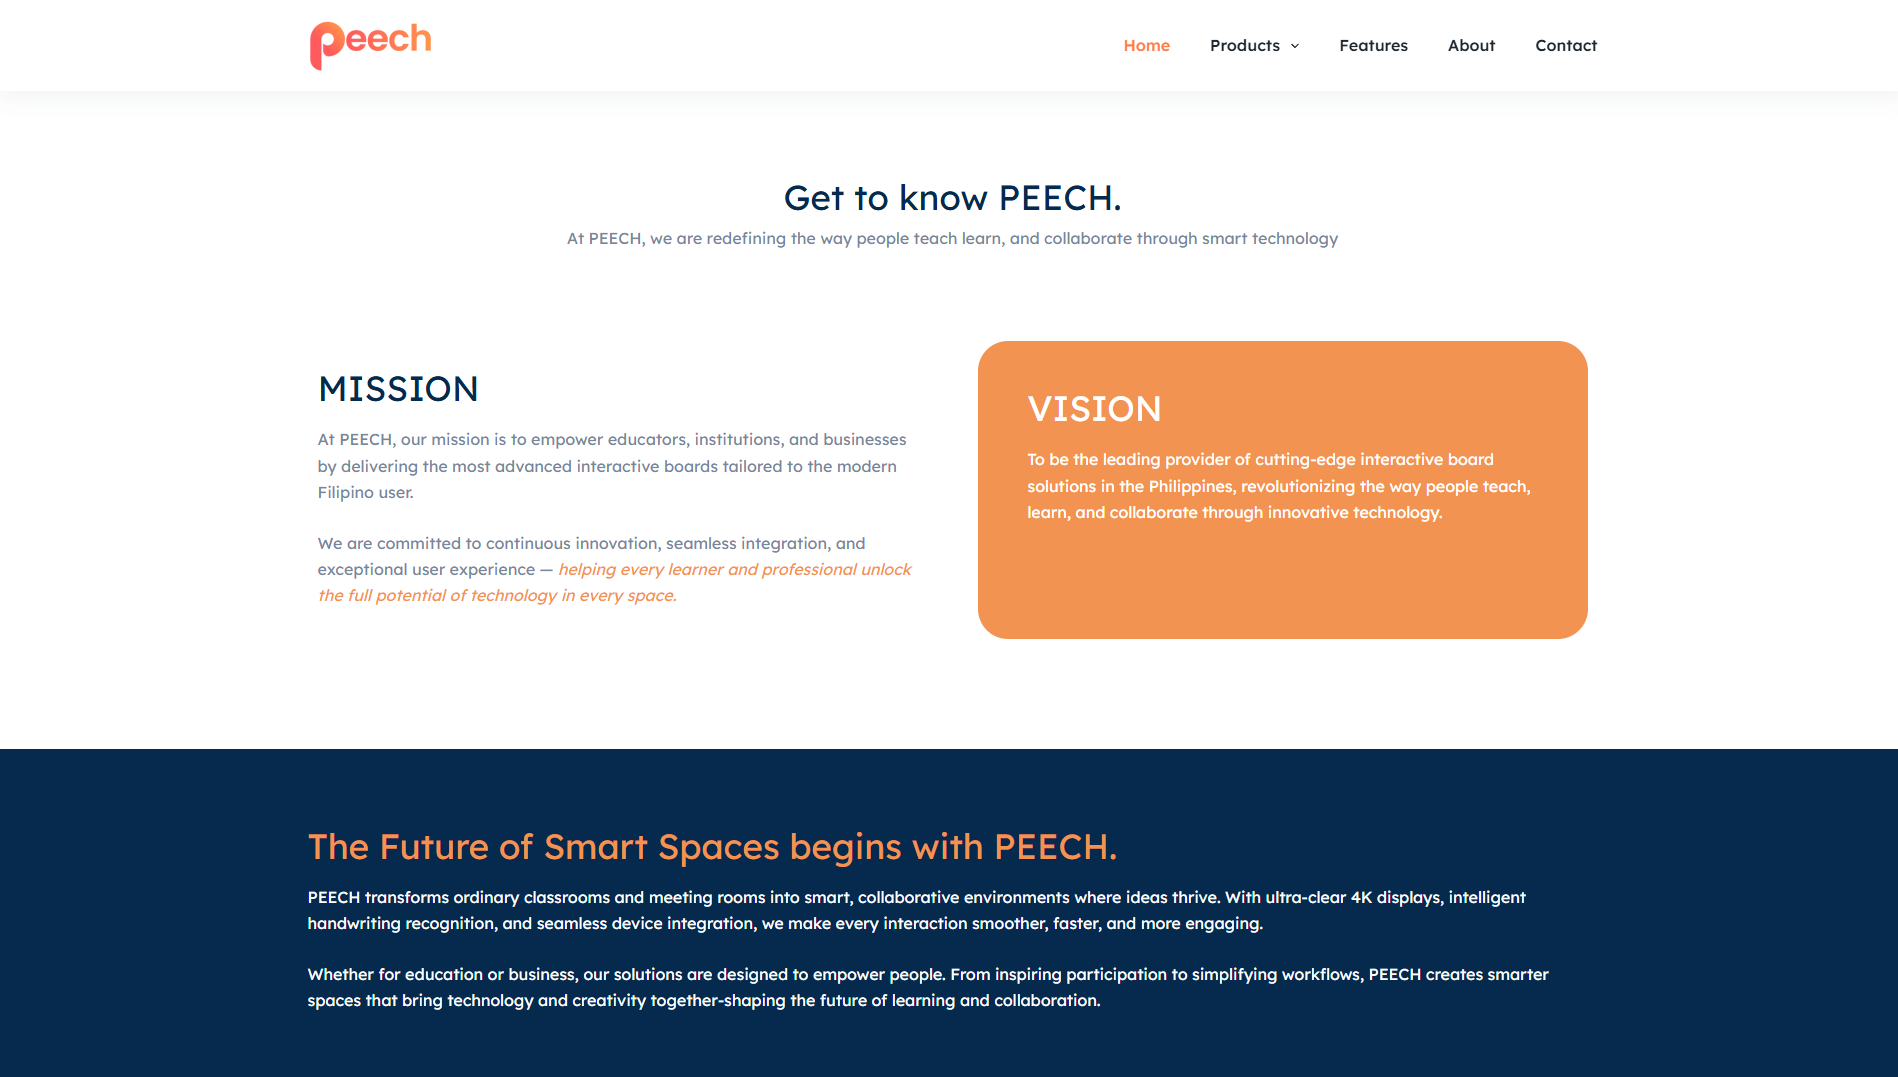 peech
Home Products Features About Contact
Get to know PEECH.
At PEECH, we are redefining the way people teach learn, and collaborate through smart technology
MISSION
At PEECH, our mission is to empower educators, institutions, and businesses
by delivering the most advanced interactive boards tailored to the modern
Filipino user.
We are committed to continuous innovation, seamless integration, and
exceptional user experience — helping every learner and professional unlock
the full potential of technology in every space.
VISION
To be the leading provider of cutting-edge interactive board
solutions in the Philippines, revolutionizing the way people teach,
learn, and collaborate through innovative technology.
The Future of Smart Spaces begins with PEECH.
PEECH transforms ordinary classrooms and meeting rooms into smart, collaborative environments where ideas thrive. With ultra-clear 4K displays, intelligent
handwriting recognition, and seamless device integration, we make every interaction smoother, faster, and more engaging.
Whether for education or business, our solutions are designed to empower people. From inspiring participation to simplifying workflows, PEECH creates smarter
spaces that bring technology and creativity together-shaping the future of learning and collaboration.